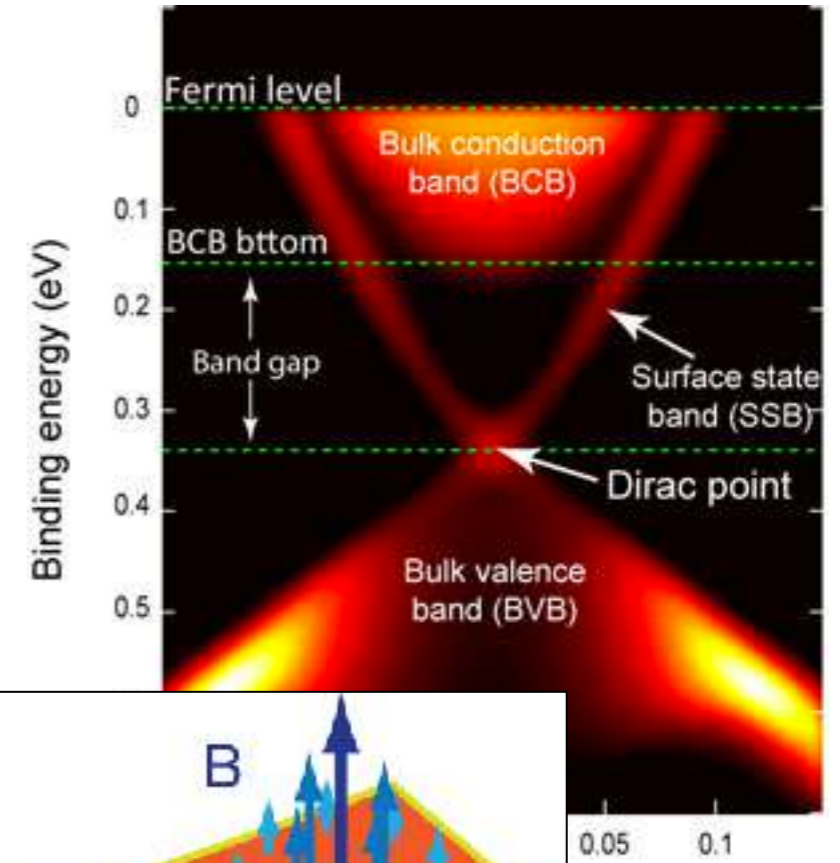 Fermi level
0
Bulk conduction
band (BCB)
0.1
BCB bttom
0.2
Band gap
Surface state
band (SSB)
0.3
Dirac point
0.4
Bulk valence
band (BVB)
0.5
Binding energy (eV)
B
0.05
0.1